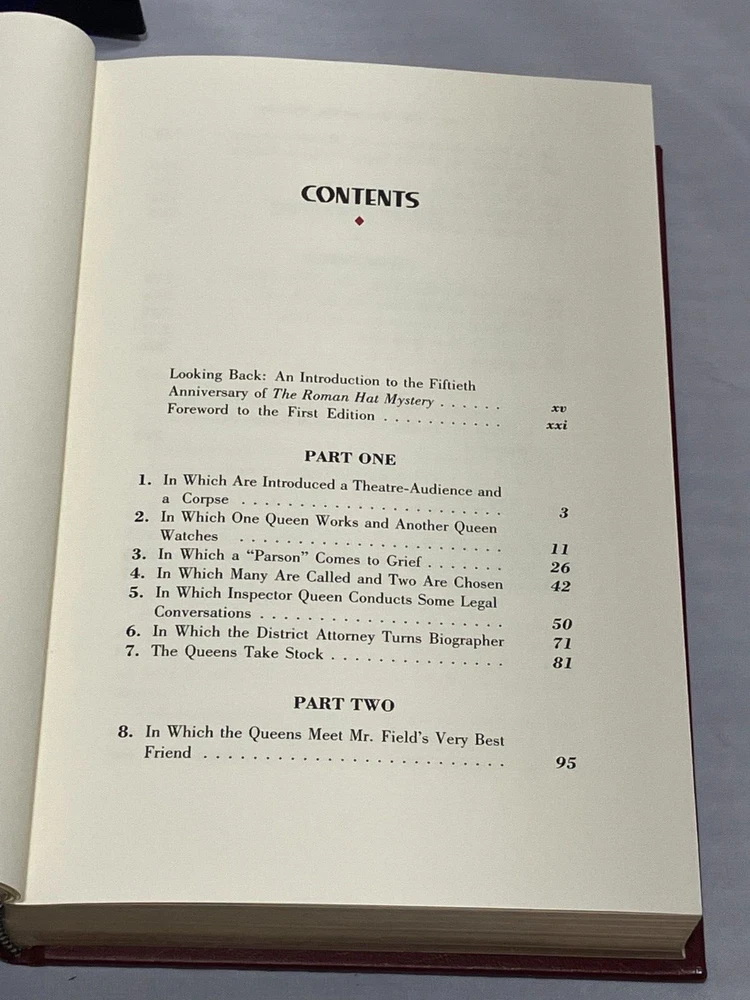 CONTENTS
Looking Back: An Introduction to the Fiftieth
Anniversary of The Roman Hat Mystery . . . . . . xv
Foreword to the First Edition . . . . . . . . . . . xxi
PART ONE
1. In Which Are Introduced a Theatre-Audience and
a Corpse . . . . . . . . . . . . . . . . . . . . . . 3
2. In Which One Queen Works and Another Queen
Watches . . . . . . . . . . . . . . . . . . . . . . 11
3. In Which a “Parson” Comes to Grief . . . . . . . 26
4. In Which Many Are Called and Two Are Chosen 42
5. In Which Inspector Queen Conducts Some Legal
Conversations . . . . . . . . . . . . . . . . . . . . . 50
6. In Which the District Attorney Turns Biographer 71
7. The Queens Take Stock . . . . . . . . . . . . . . . 81
PART TWO
8. In Which the Queens Meet Mr. Field’s Very Best
Friend . . . . . . . . . . . . . . . . . . . . . . . . . 95